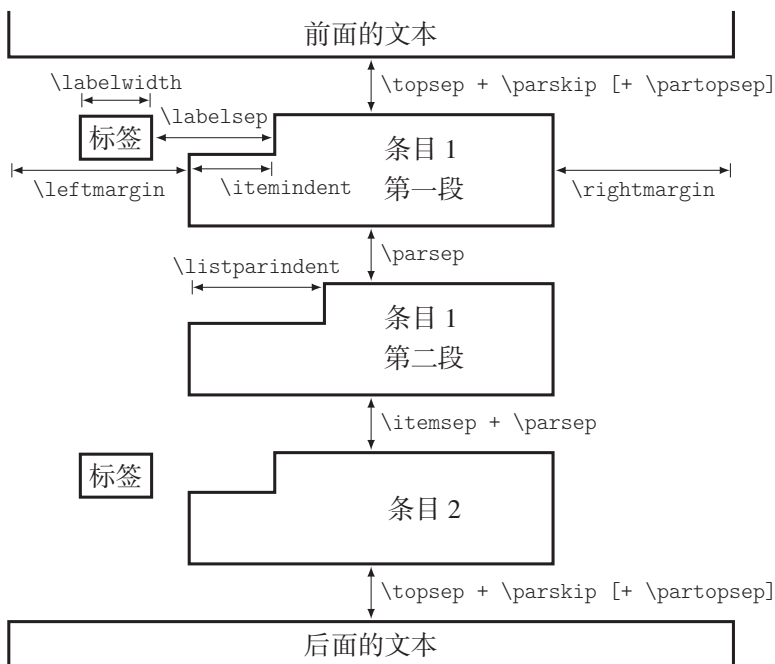 前面的文本
\topsep + \parskip [+ \partopsep]
\labelwidth
\labelsep
标签
条目 1
第一段
\leftmargin
\itemindent
\rightmargin
\parsep
\listparindent
条目 1
第二段
\itemsep + \parsep
标签
条目 2
\topsep + \parskip [+ \partopsep]
后面的文本